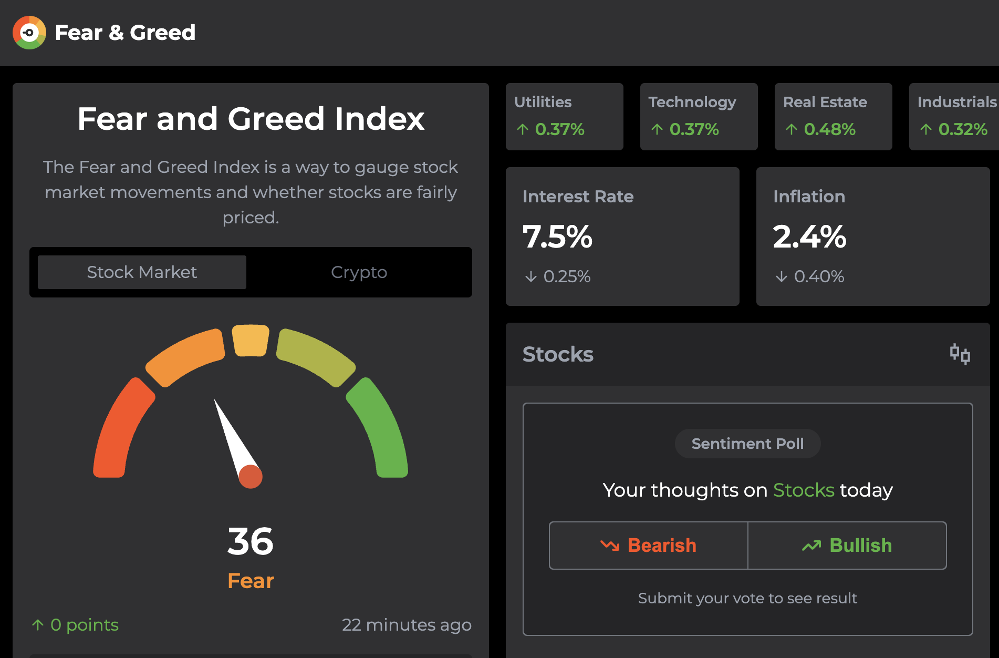 Fear & Greed
Fear and Greed Index
The Fear and Greed Index is a way to gauge stock
market movements and whether stocks are fairly
priced.
Stock Market
Crypto
36
Fear
↑ 0 points
22 minutes ago
Utilities
↑ 0.37%
Technology
↑ 0.37%
Real Estate
↑ 0.48%
Industrials
↑ 0.32%
Interest Rate
7.5%
↓ 0.25%
Inflation
2.4%
↓ 0.40%
Stocks
Sentiment Poll
Your thoughts on Stocks today
Bearish
Bullish
Submit your vote to see result